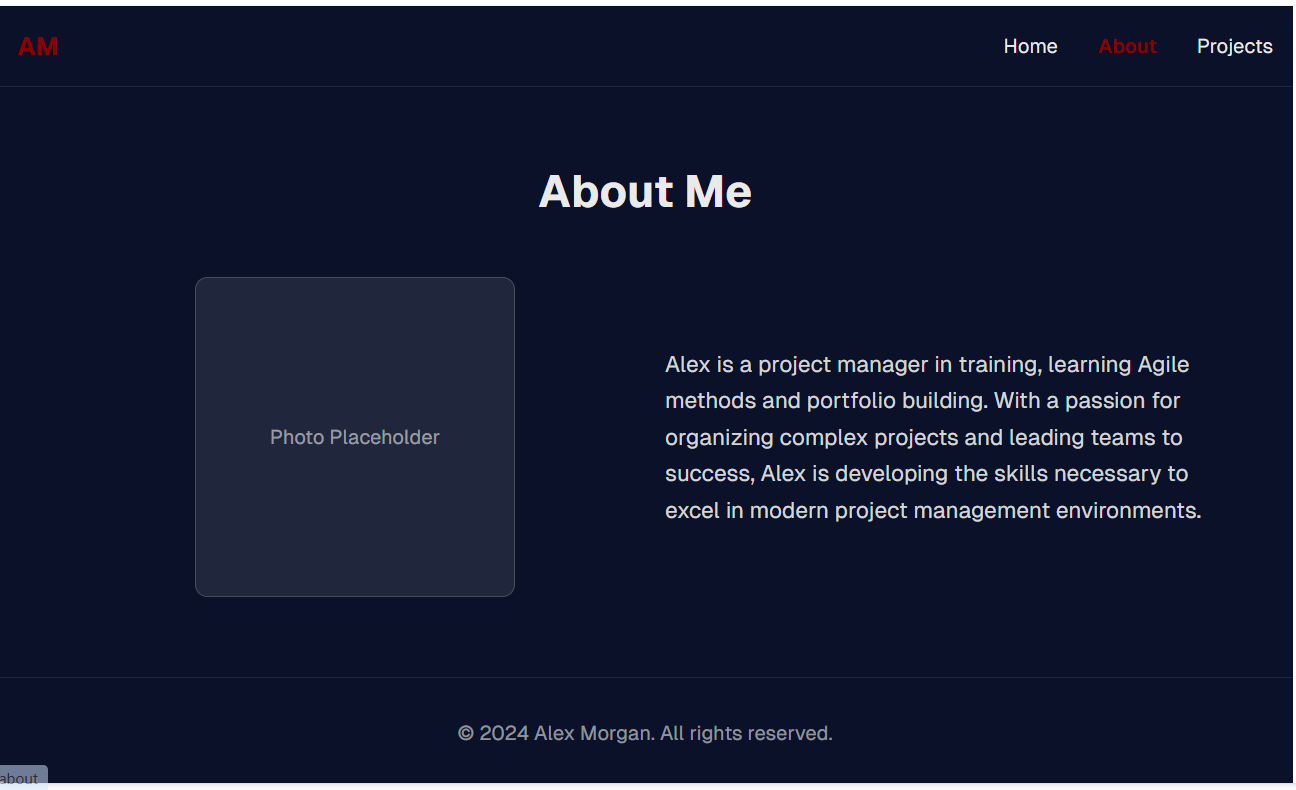 AM
Home
About
Projects
About Me
Photo Placeholder
Alex is a project manager in training, learning Agile
methods and portfolio building. With a passion for
organizing complex projects and leading teams to
success, Alex is developing the skills necessary to
excel in modern project management environments.
© 2024 Alex Morgan. All rights reserved.
about